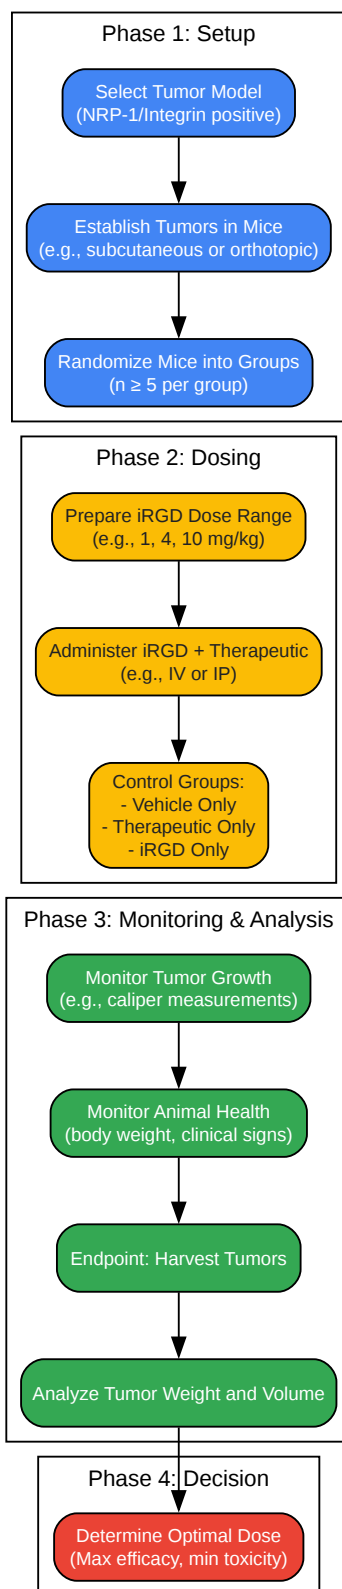 Phase 1: Setup
Select Tumor Model
(NRP-1/Integrin positive)
Establish Tumors in Mice
(e.g., subcutaneous or orthotopic)
Randomize Mice into Groups
(n ≥ 5 per group)
Phase 2: Dosing
Prepare iRGD Dose Range
(e.g., 1, 4, 10 mg/kg)
Administer iRGD + Therapeutic
(e.g., IV or IP)
Control Groups:
- Vehicle Only
- Therapeutic Only
- iRGD Only
Phase 3: Monitoring & Analysis
Monitor Tumor Growth
(e.g., caliper measurements)
Monitor Animal Health
(body weight, clinical signs)
Endpoint: Harvest Tumors
Analyze Tumor Weight and Volume
Phase 4: Decision
Determine Optimal Dose
(Max efficacy, min toxicity)